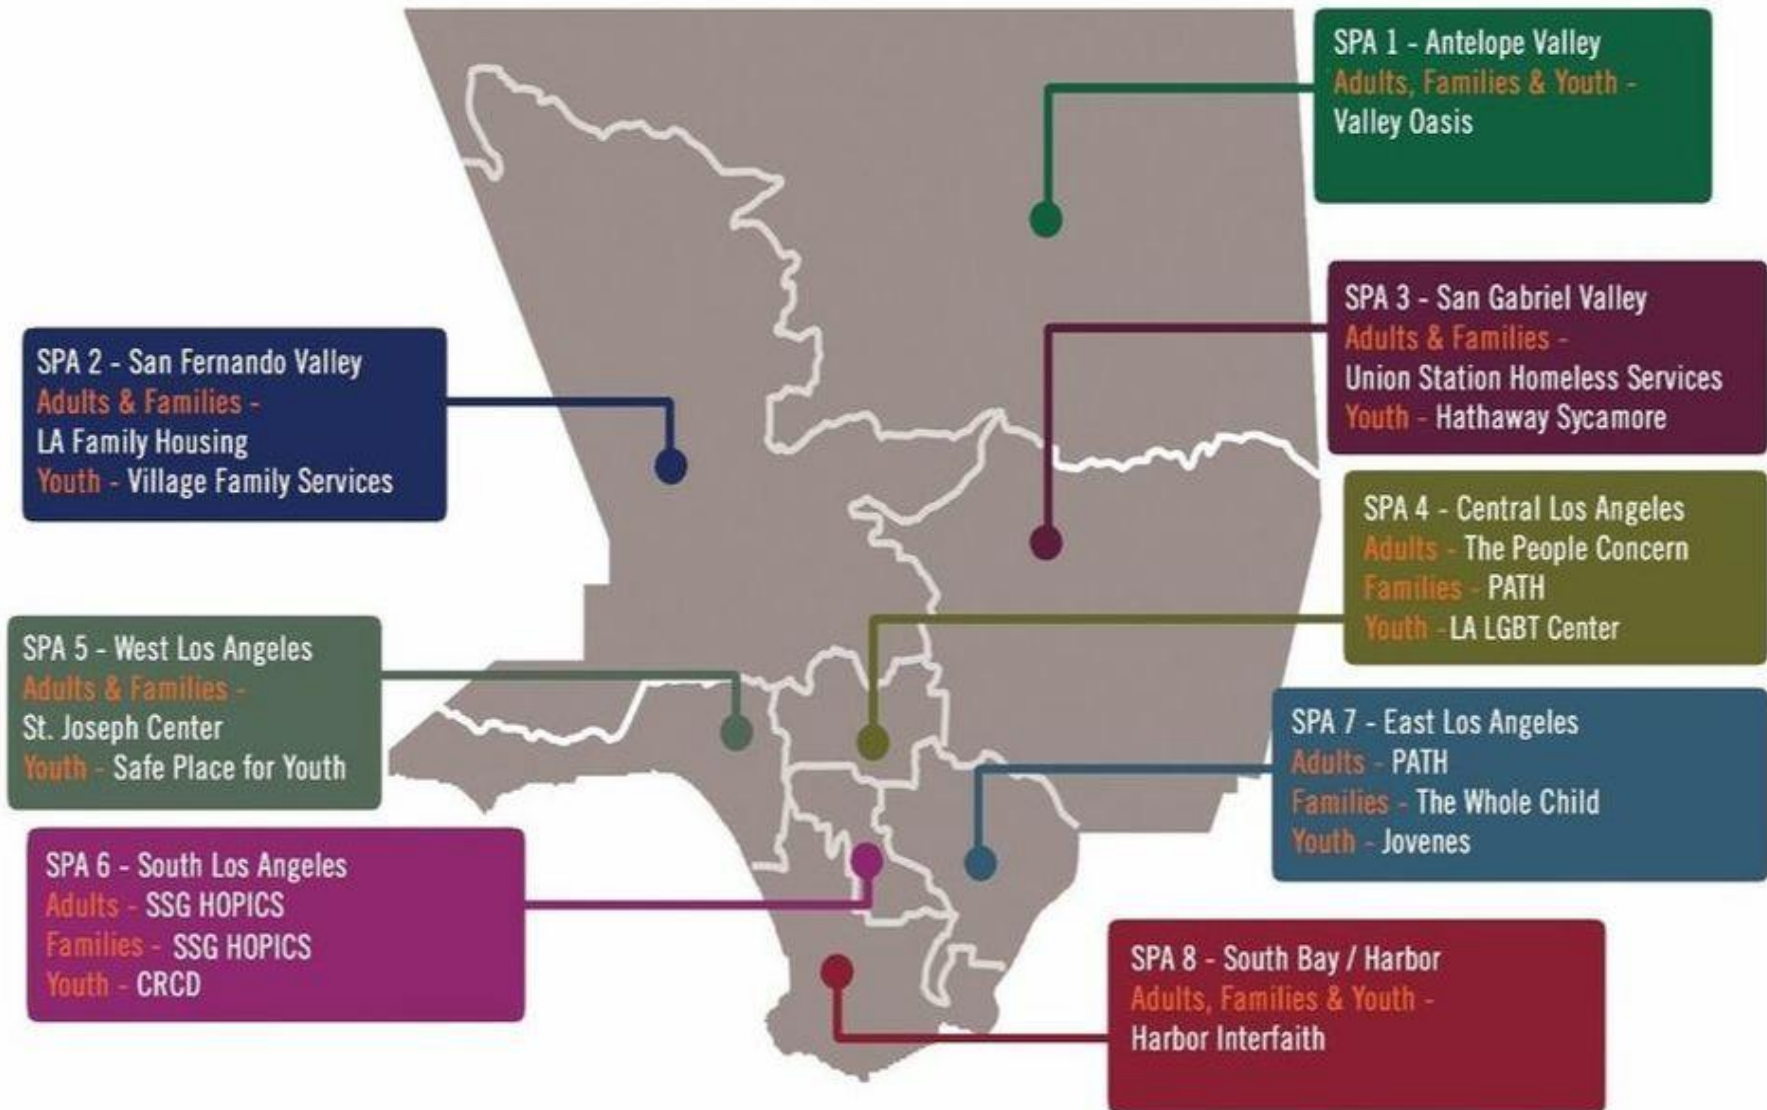 SPA 1 - Antelope Valley
Adults, Families & Youth -
Valley Oasis
SPA 2 - San Fernando Valley
Adults & Families -
LA Family Housing
Youth - Village Family Services
SPA 3 - San Gabriel Valley
Adults & Families -
Union Station Homeless Services
Youth - Hathaway Sycamore
SPA 4 - Central Los Angeles
Adults - The People Concern
Families - PATH
Youth -LA LGBT Center
SPA 5 - West Los Angeles
Adults & Families -
St. Joseph Center
Youth - Safe Place for Youth
SPA 6 - South Los Angeles
Adults - SSG HOPICS
Families - SSG HOPICS
Youth - CRCD
SPA 7 - East Los Angeles
Adults - PATH
Families - The Whole Child
Youth - Jovenes
SPA 8 - South Bay / Harbor
Adults, Families & Youth -
Harbor Interfaith